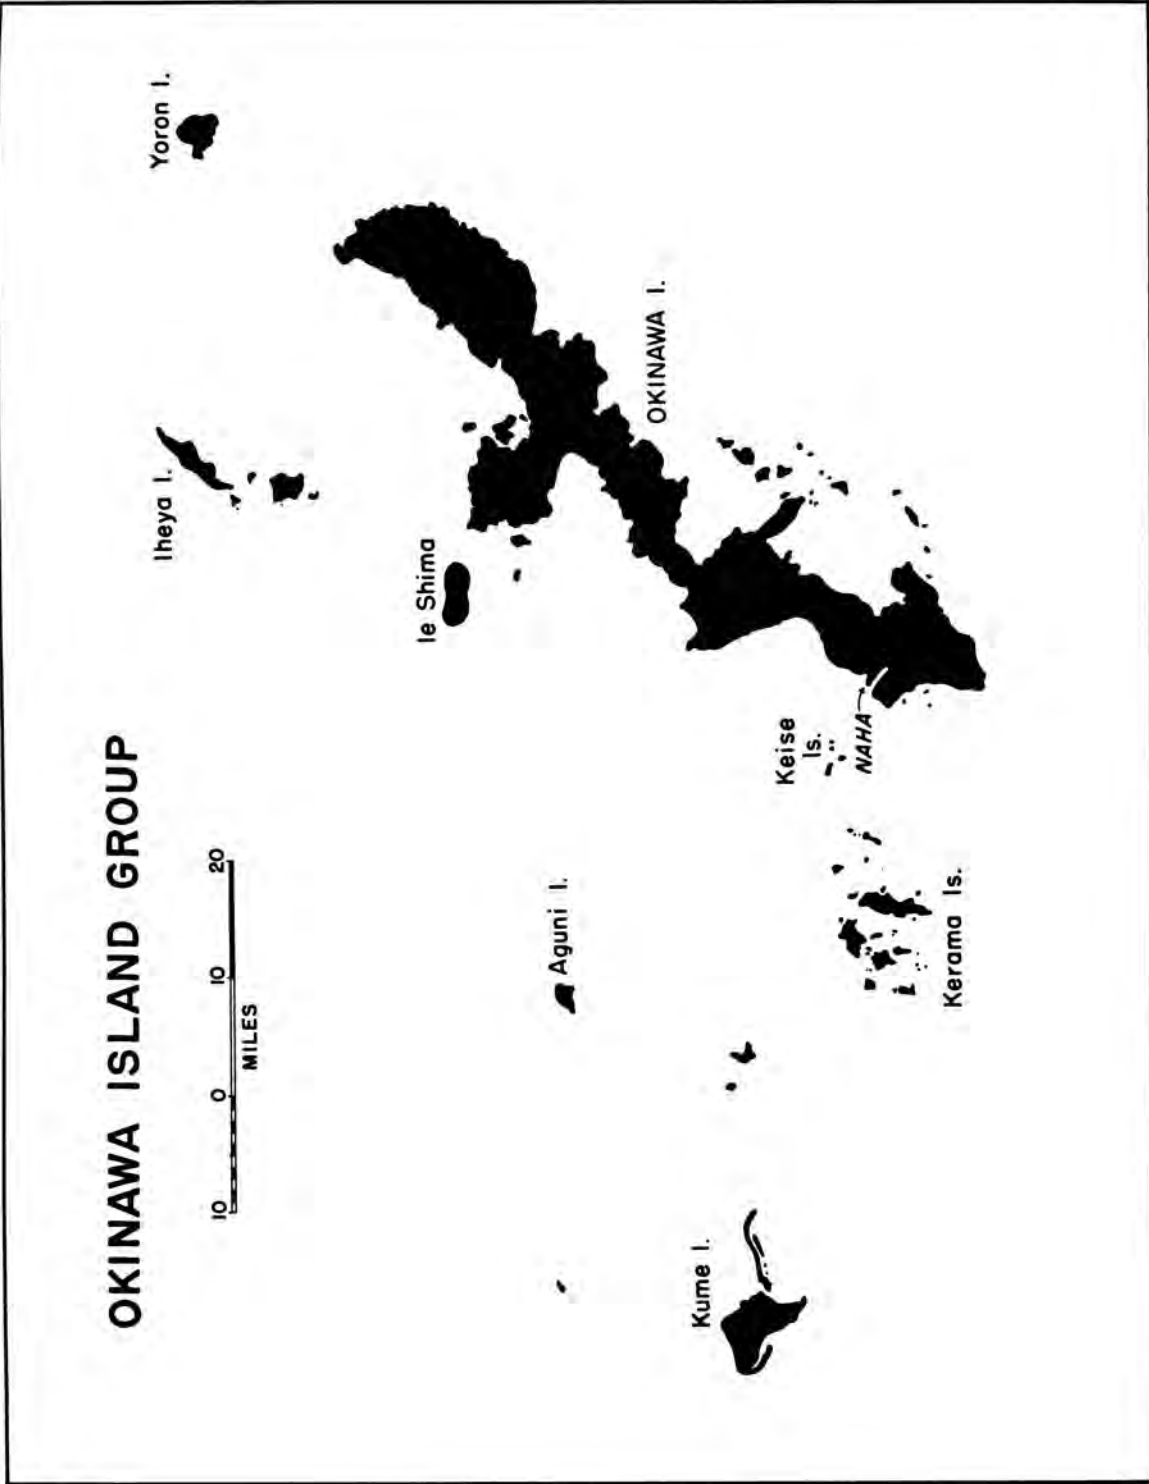 OKINAWA ISLAND GROUP
10 0 10 20
MILES
Yoron I.
Iheya I.
Ie Shima
OKINAWA I.
Aguni I.
Keise
Is.
NAHA
Kume I.
Kerama Is.